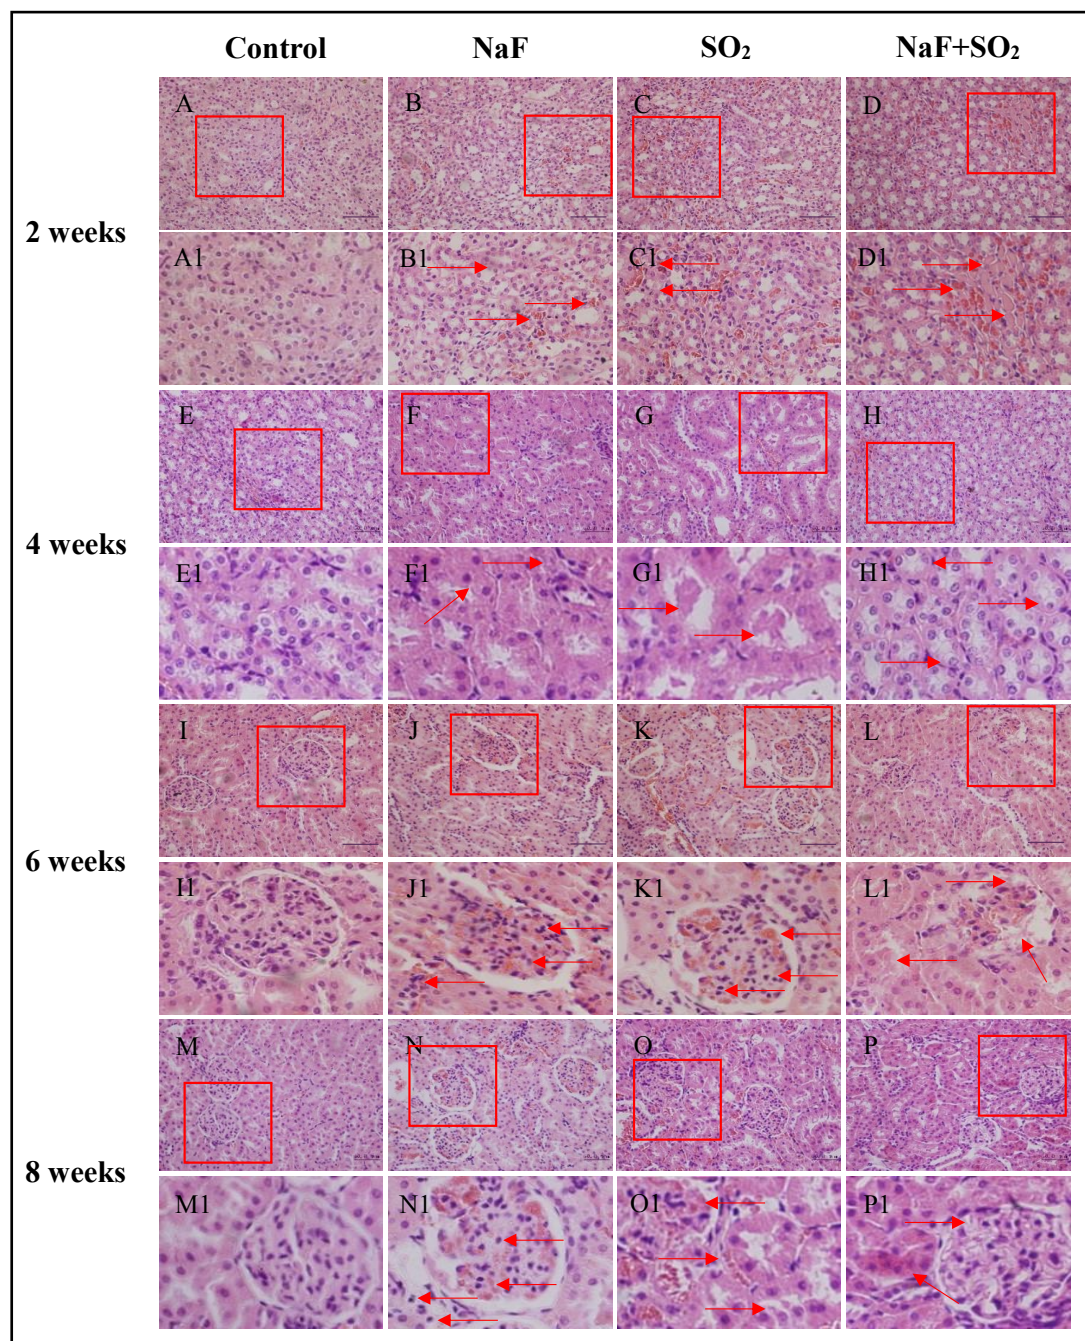 Control NaF SO₂ NaF+SO₂
A B C D
2 weeks
A1 B1 C1 D1
E F G H
4 weeks
E1 F1 G1 H1
I J K L
6 weeks
I1 J1 K1 L1
M N O P
8 weeks
M1 N1 O1 P1